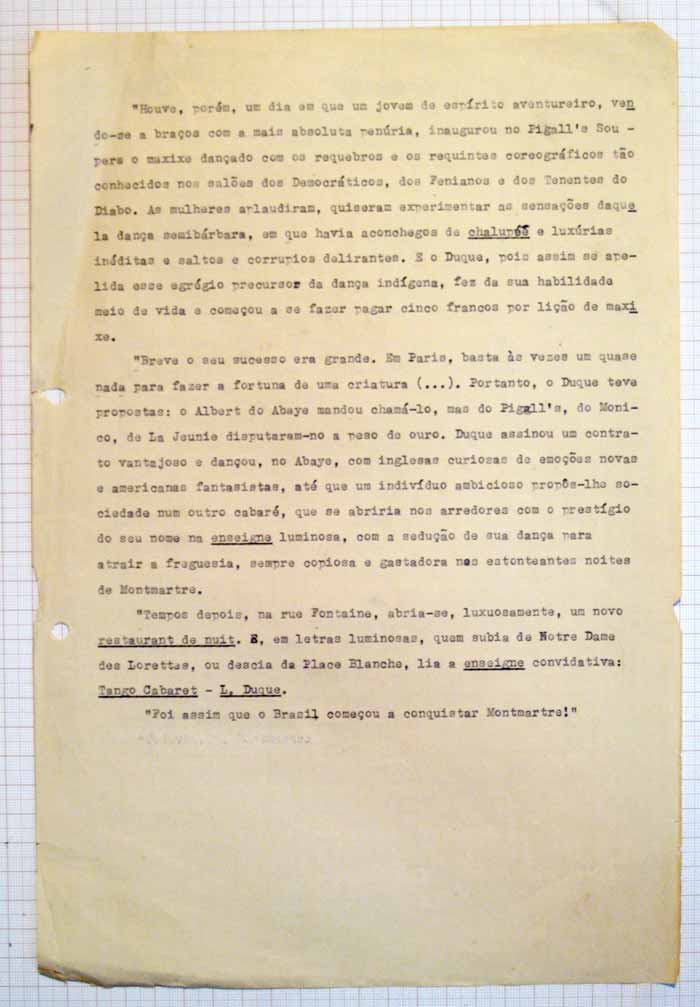 "Houve, porém, um dia em que um jovem de espírito aventureiro, ven
do-se a braços com a mais absoluta penúria, inaugurou no Pigall's Sou -
pers o maxixe dançado com os requebros e os requintes coreográficos tão
conhecidos nos salões dos Democráticos, dos Fenianos e dos Tenentes do
Diabo. As mulheres aplaudiram, quiseram experimentar as sensações daque
la dança semibárbara, em que havia aconchegos de chalupéé e luxúrias
inéditas e saltos e corrupios delirantes. E o Duque, pois assim se ape-
lida esse egrégio precursor da dança indígena, fez da sua habilidade
meio de vida e começou a se fazer pagar cinco francos por lição de maxi
xe.
"Breve o seu sucesso era grande. Em Paris, basta às vezes um quase
nada para fazer a fortuna de uma criatura (...). Portanto, o Duque teve
propostas: o Albert do Abaye mandou chamá-lo, mas do Pigall's, do Moni-
co, de La Jeunie disputaram-no a peso de ouro. Duque assinou um contra-
to vantajoso e dançou, no Abaye, com inglesas curiosas de emoções novas
e americanas fantasistas, até que um indivíduo ambicioso propôs-lhe so-
ciedade num outro cabaré, que se abriria nos arredores com o prestígio
do seu nome na enseigne luminosa, com a sedução de sua dança para
atrair a freguesia, sempre copiosa e gastadora nas estonteantes noites
de Montmartre.
"Tempos depois, na rue Fontaine, abria-se, luxuosamente, um novo
restaurant de nuit. E, em letras luminosas, quem subia de Notre Dame
des Lorettes, ou descia da Place Blanche, lia a enseigne convidativa:
Tango Cabaret - L. Duque.
"Foi assim que o Brasil começou a conquistar Montmartre!"